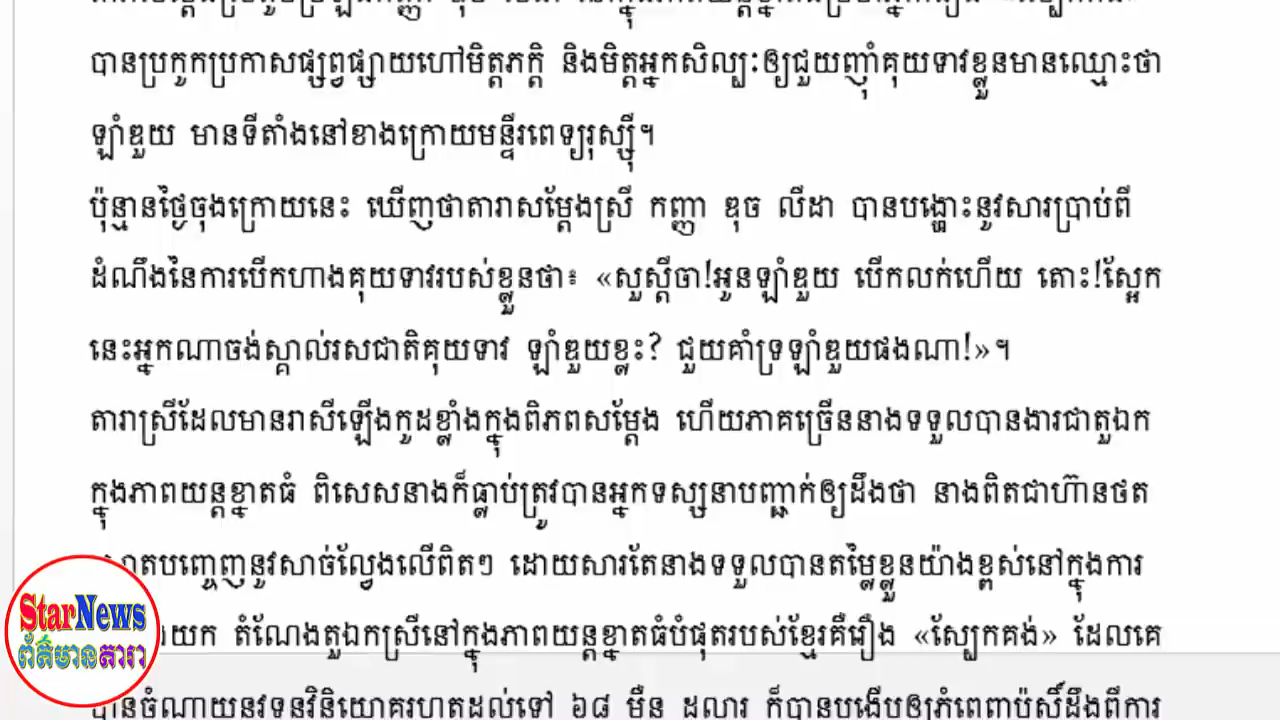 បានប្រកូកប្រកាសផ្សព្វផ្សាយហៅមិត្តភក្តិ និងមិត្តអ្នកសិល្បៈឲ្យជួយញ៉ាំគុយទាវខ្លួនមានឈ្មោះថា
ឡាំឌួយ មានទីតាំងនៅខាងក្រោយមន្ទីរពេទ្យរុស្ស៊ី។
ប៉ុន្មានថ្ងៃចុងក្រោយនេះ ឃើញថាតារាសម្តែងស្រី កញ្ញា ឌុច លីដា បានបង្ហោះនូវសារប្រាប់ពី
ដំណឹងនៃការបើកហាងគុយទាវរបស់ខ្លួនថា៖ «សួស្តីចា!អូនឡាំឌួយ បើកលក់ហើយ តោះ!ស្អែក
នេះអ្នកណាចង់ស្គាល់រសជាតិគុយទាវ ឡាំឌួយខ្លះ? ជួយគាំទ្រឡាំឌួយផងណា!»។
តារាស្រីដែលមានរាសីឡើងកូដខ្លាំងក្នុងពិភពសម្តែង ហើយភាគច្រើននាងទទួលបានងារជាតួឯក
ក្នុងភាពយន្តខ្នាតធំ ពិសេសនាងក៏ធ្លាប់ត្រូវបានអ្នកទស្សនាបញ្ជាក់ឲ្យដឹងថា នាងពិតជាហ៊ានថត
បញ្ចេញនូវសាច់ល្វែងលើពិតៗ ដោយសារតែនាងទទួលបានតម្លៃខ្លួនយ៉ាងខ្ពស់នៅក្នុងការ
យក តំណែងតួឯកស្រីនៅក្នុងភាពយន្តខ្នាតធំបំផុតរបស់ខ្មែរគឺរឿង «ស្បែកគង់» ដែលគេ
បានចំណាយនូវទុនវិនិយោគរហូតដល់ទៅ ៦៨ ម៉ឺន ដុល្លារ ក៏បានបង្កើបឲ្យភ្ញាក់ដឹងពីការ
StarNews
ព័ត៌មានតារា